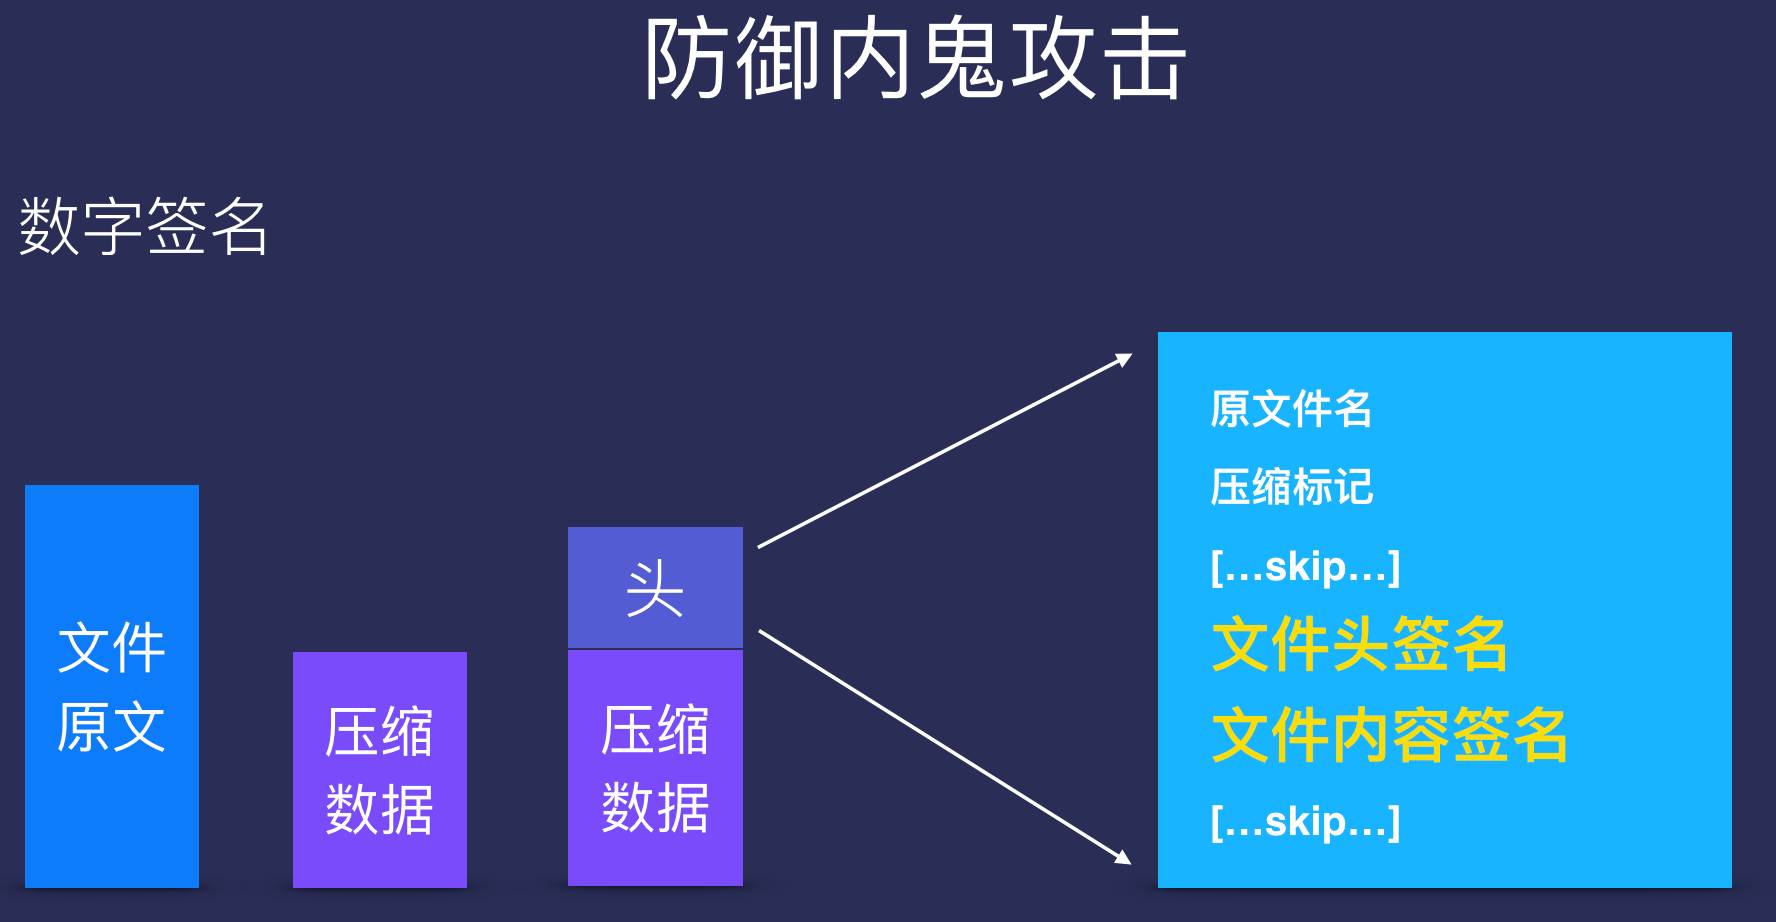 防御内鬼攻击
数字签名
文件
原文
压缩
数据
头
压缩
数据
原文件名
压缩标记
[...skip...]
文件头签名
文件内容签名
[...skip...]